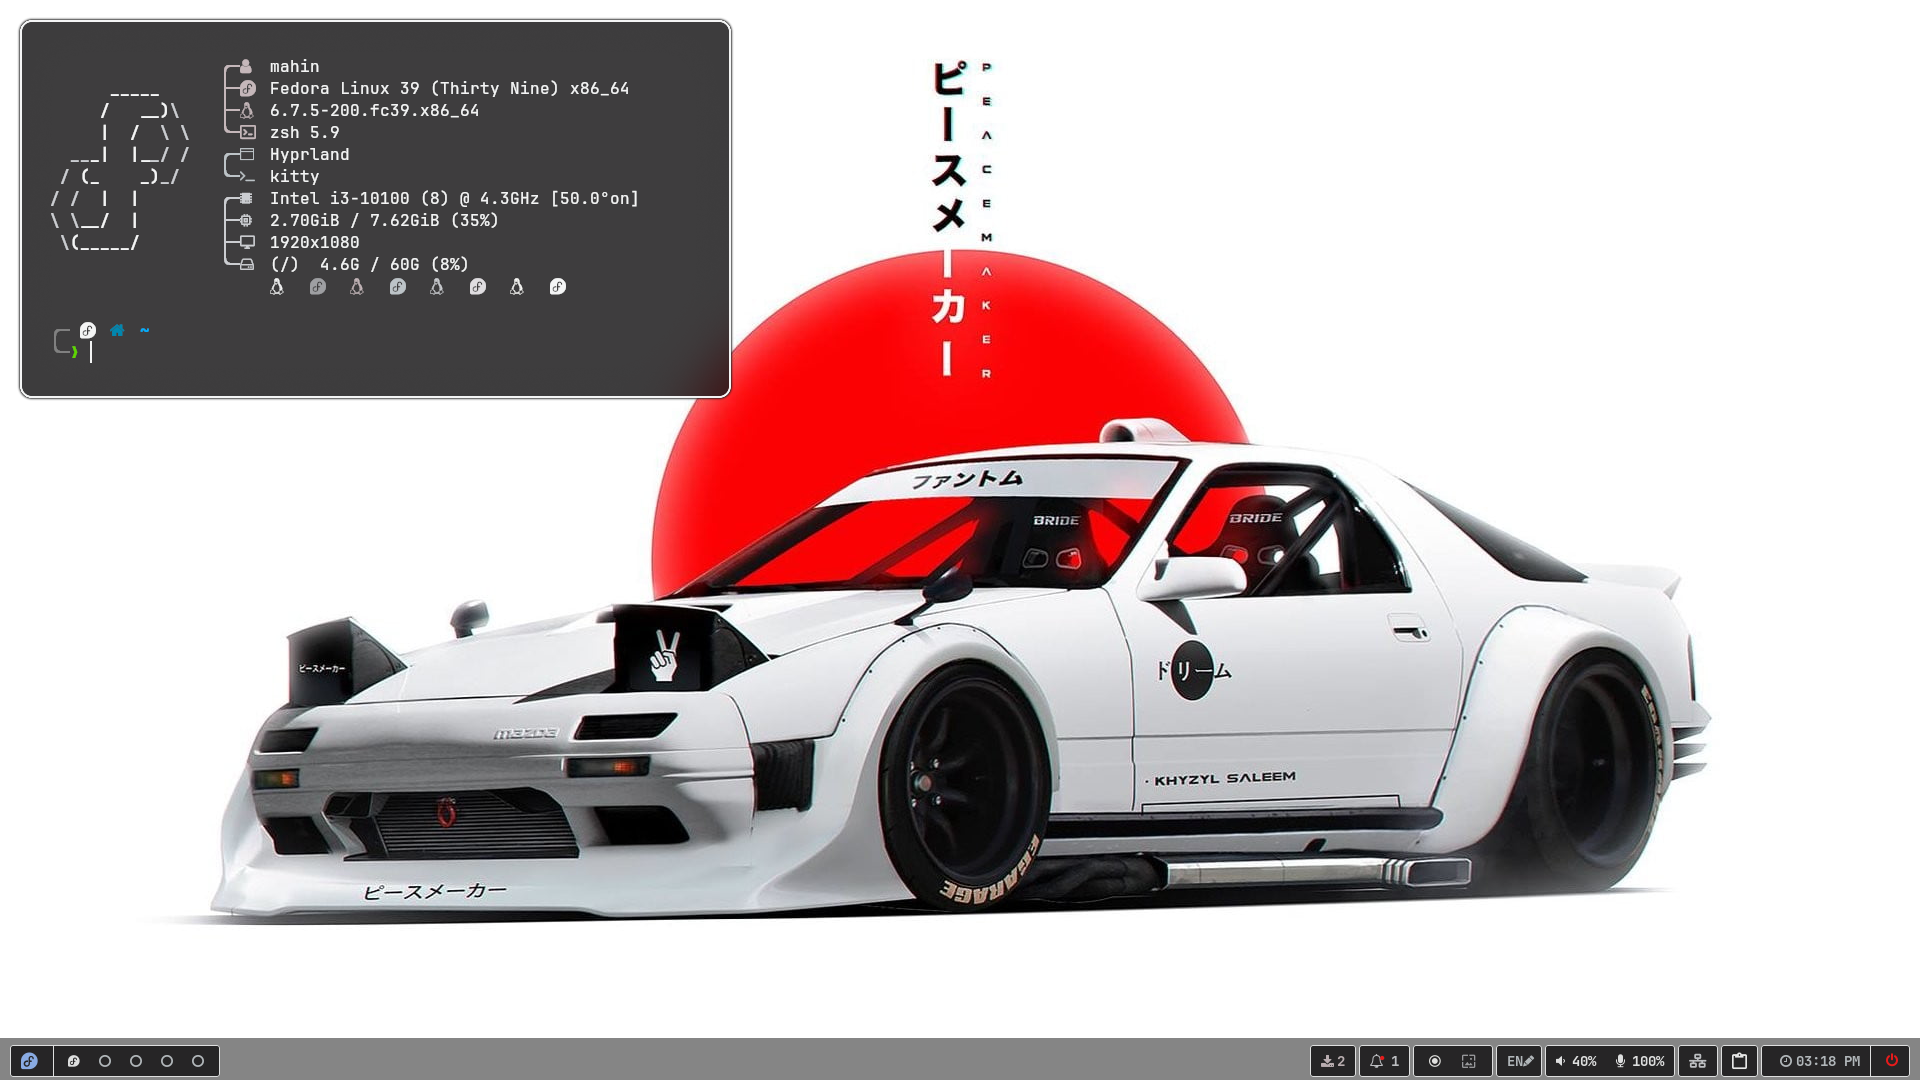 mahin
Fedora Linux 39 (Thirty Nine) x86_64
6.7.5-200.fc39.x86_64
zsh 5.9
Hyprland
kitty
Intel i3-10100 (8) @ 4.3GHz [50.0°on]
2.70GiB / 7.62GiB (35%)
1920x1080
(/)  4.6G / 60G (8%)
~
ピースメーカー
PEACEMAKER
ファントム
BRIDE
BRIDE
ピースメーカー
ドリーム
mazda
KHYZYL SALEEM
EGARAGE
ピースメーカー
2
1
EN
40%
100%
03:18 PM